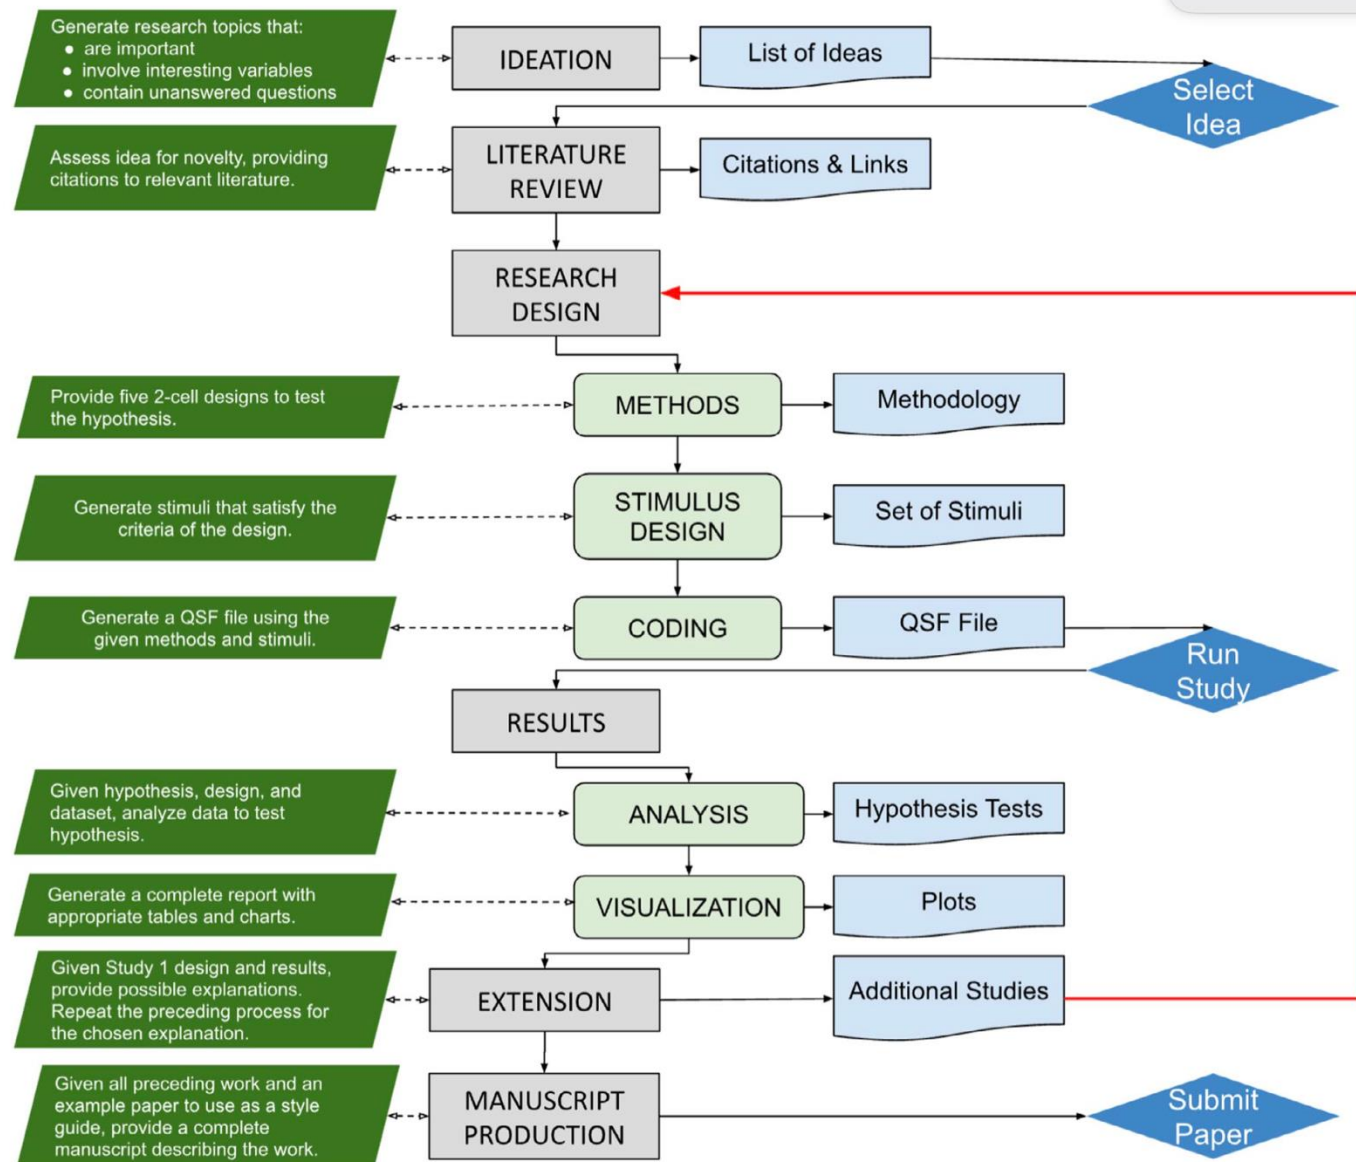 Generate research topics that:
● are important
● involve interesting variables
● contain unanswered questions
IDEATION
List of Ideas
Select
Idea
Assess idea for novelty, providing
citations to relevant literature.
LITERATURE
REVIEW
Citations & Links
RESEARCH
DESIGN
Provide five 2-cell designs to test
the hypothesis.
METHODS
Methodology
Generate stimuli that satisfy the
criteria of the design.
STIMULUS
DESIGN
Set of Stimuli
Generate a QSF file using the
given methods and stimuli.
CODING
QSF File
Run
Study
RESULTS
Given hypothesis, design, and
dataset, analyze data to test
hypothesis.
ANALYSIS
Hypothesis Tests
Generate a complete report with
appropriate tables and charts.
VISUALIZATION
Plots
Given Study 1 design and results,
provide possible explanations.
Repeat the preceding process for
the chosen explanation.
EXTENSION
Additional Studies
Given all preceding work and an
example paper to use as a style
guide, provide a complete
manuscript describing the work.
MANUSCRIPT
PRODUCTION
Submit
Paper